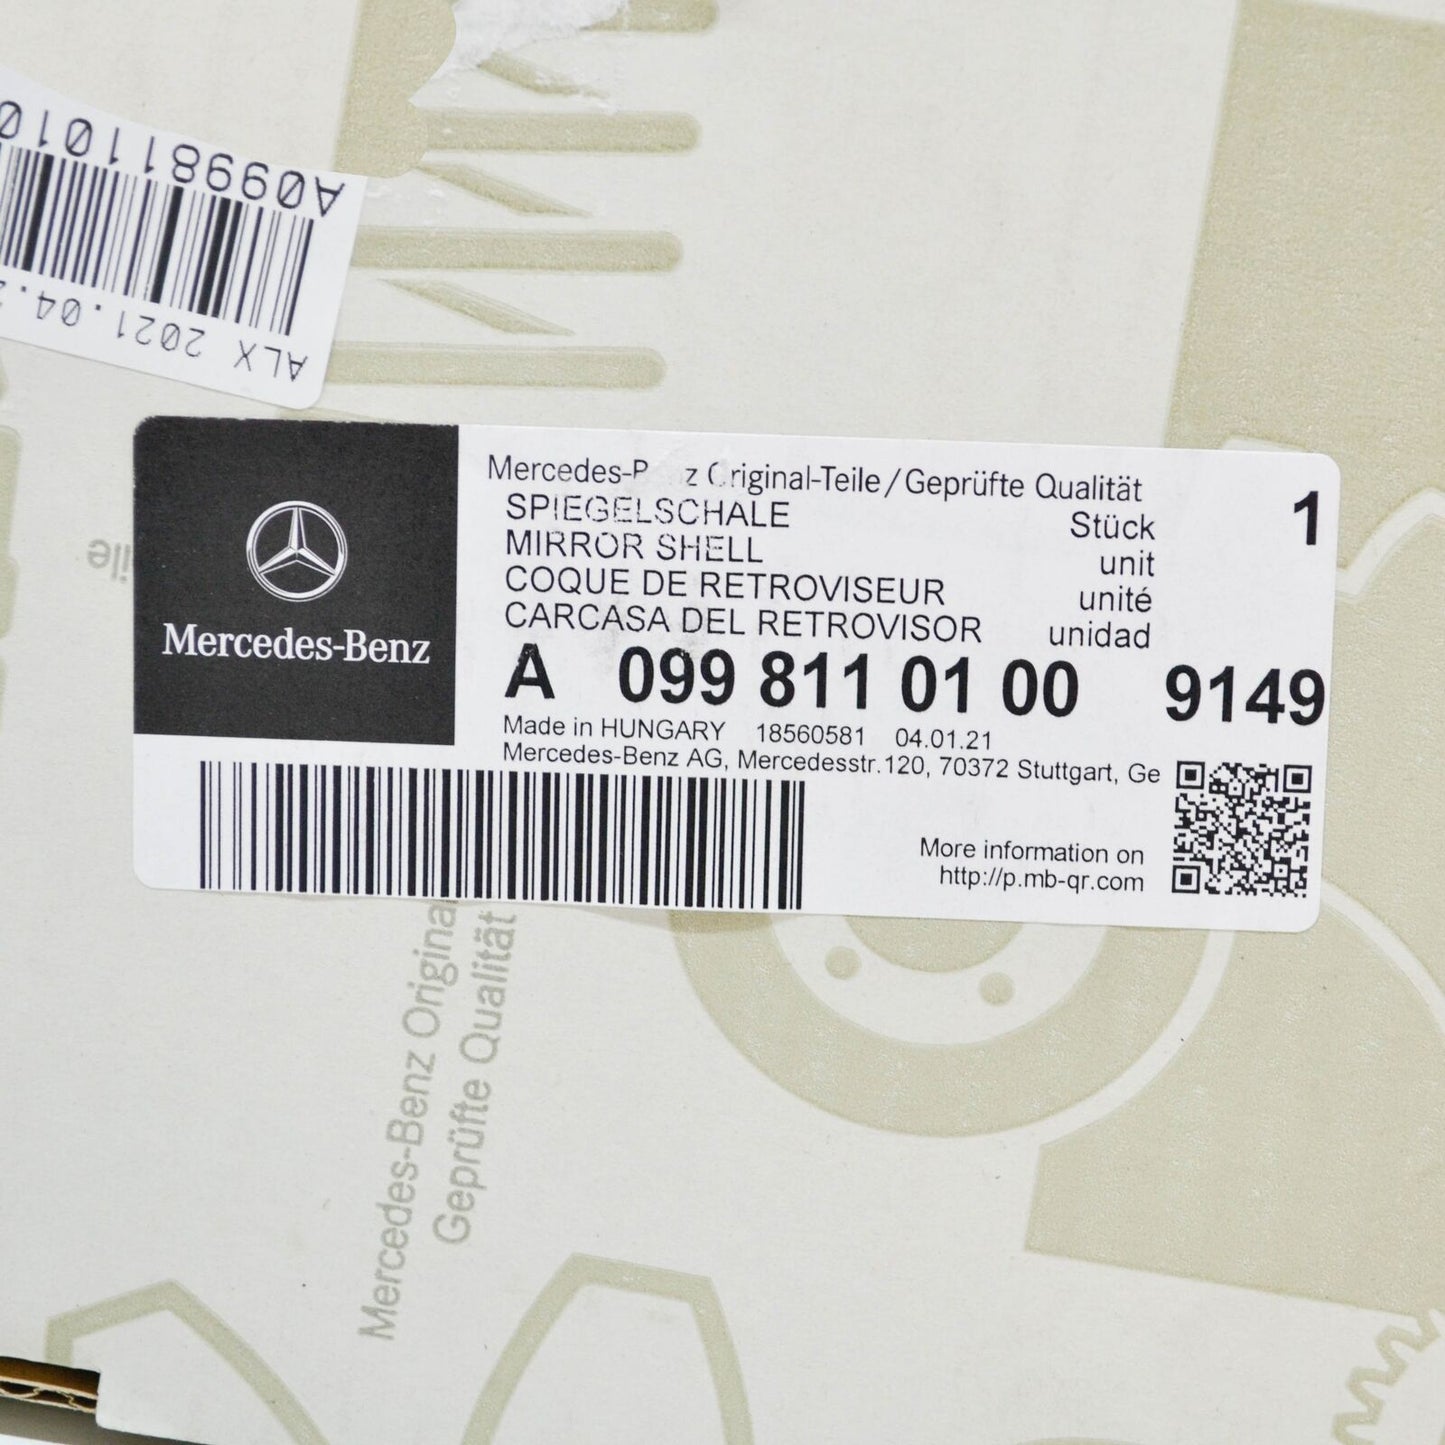 A09981101
ALX 2021.04.
Mercedes-Benz
Mercedes- Original-Teile/Geprüfte Qualität
SPIEGELSCHALE Stück 1
MIRROR SHELL unit
COQUE DE RETROVISEUR unité
CARCASA DEL RETROVISOR unidad
A 099 811 01 00 9149
Made in HUNGARY 18560581 04.01.21
Mercedes-Benz AG, Mercedesstr.120, 70372 Stuttgart, Ge
More information on
http://p.mb-qr.com
Mercedes-Benz Original
Geprüfte Qualität